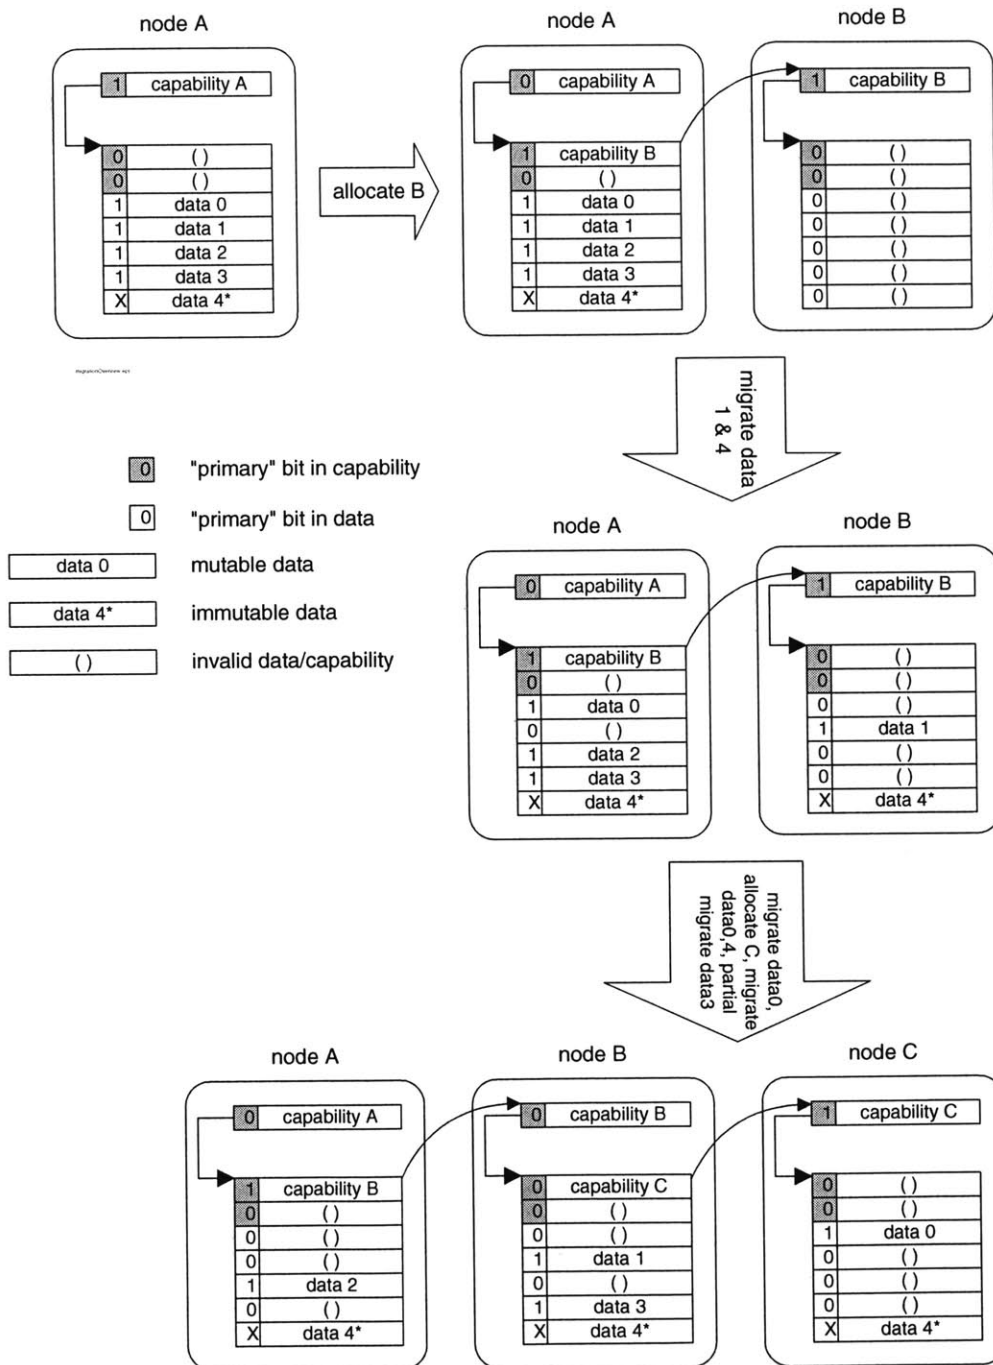 node A
1 capability A
0 ( )
0 ( )
1 data 0
1 data 1
1 data 2
1 data 3
X data 4*
allocate B
node A
0 capability A
1 capability B
0 ( )
1 data 0
1 data 1
1 data 2
1 data 3
X data 4*
node B
1 capability B
0 ( )
0 ( )
0 ( )
0 ( )
0 ( )
0 ( )
0 ( )
migrate data
1 & 4
0 "primary" bit in capability
0 "primary" bit in data
data 0 mutable data
data 4* immutable data
( ) invalid data/capability
node A
0 capability A
1 capability B
0 ( )
1 data 0
0 ( )
1 data 2
1 data 3
X data 4*
node B
1 capability B
0 ( )
0 ( )
0 ( )
1 data 1
0 ( )
0 ( )
X data 4*
migrate data0,
allocate C, migrate
data0,4, partial
migrate data3
node A
0 capability A
1 capability B
0 ( )
0 ( )
0 ( )
1 data 2
0 ( )
X data 4*
node B
0 capability B
0 capability C
0 ( )
0 ( )
1 data 1
0 ( )
1 data 3
X data 4*
node C
1 capability C
0 ( )
0 ( )
1 data 0
0 ( )
0 ( )
0 ( )
X data 4*